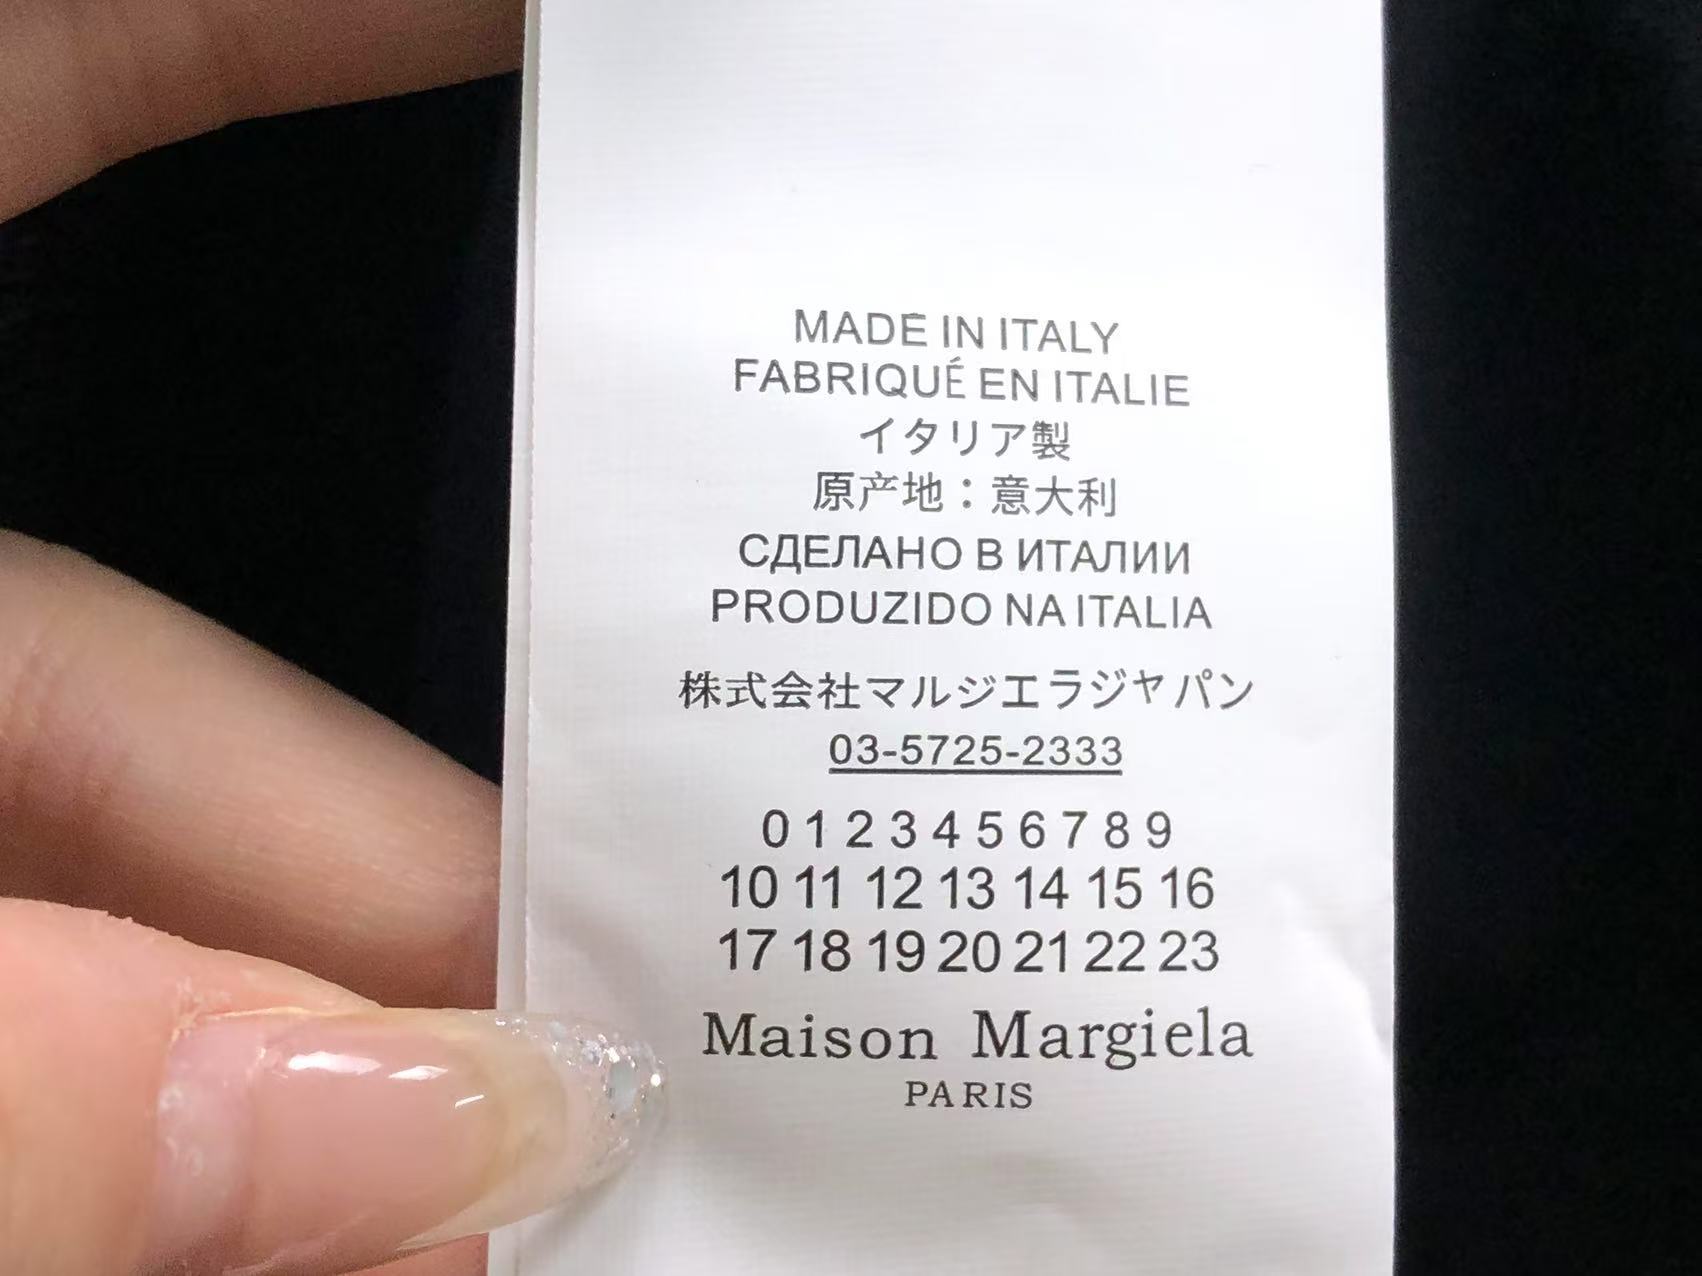 MADE IN ITALY
FABRIQUÉ EN ITALIE
イタリア製
原产地：意大利
СДЕЛАНО В ИТАЛИИ
PRODUZIDO NA ITALIA
株式会社マルジエラジヤパン
03-5725-2333
0 1 2 3 4 5 6 7 8 9
10 11 12 13 14 15 16
17 18 19 20 21 22 23
Maison Margiela
PARIS